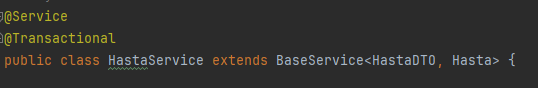 @Service
@Transactional
public class HastaService extends BaseService<HastaDTO, Hasta> {